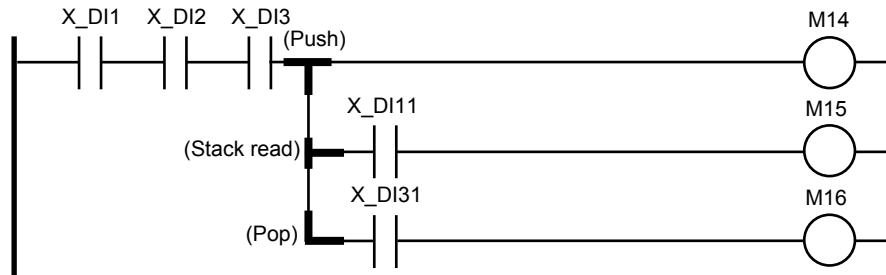 X_DI1 X_DI2 X_DI3 M14
(Push)
X_DI11 M15
(Stack read)
X_DI31 M16
(Pop)